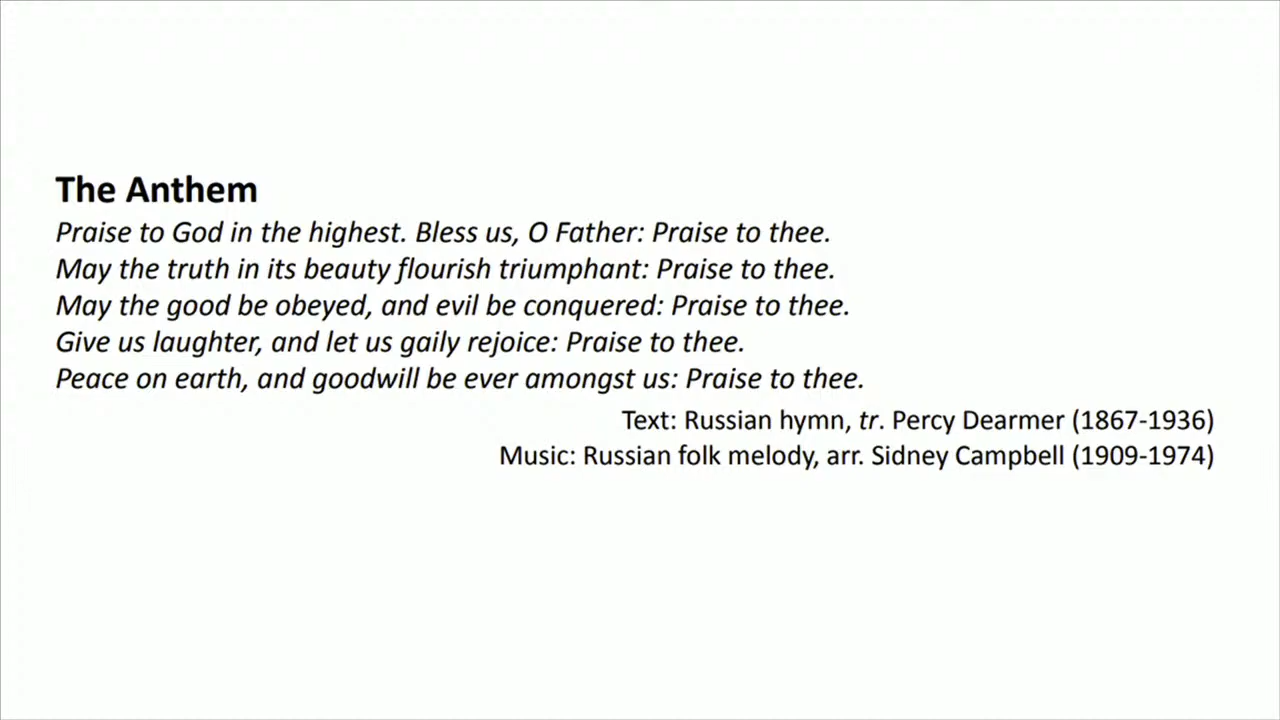 The Anthem
Praise to God in the highest. Bless us, O Father: Praise to thee.
May the truth in its beauty flourish triumphant: Praise to thee.
May the good be obeyed, and evil be conquered: Praise to thee.
Give us laughter, and let us gaily rejoice: Praise to thee.
Peace on earth, and goodwill be ever amongst us: Praise to thee.
Text: Russian hymn, tr. Percy Dearmer (1867-1936)
Music: Russian folk melody, arr. Sidney Campbell (1909-1974)